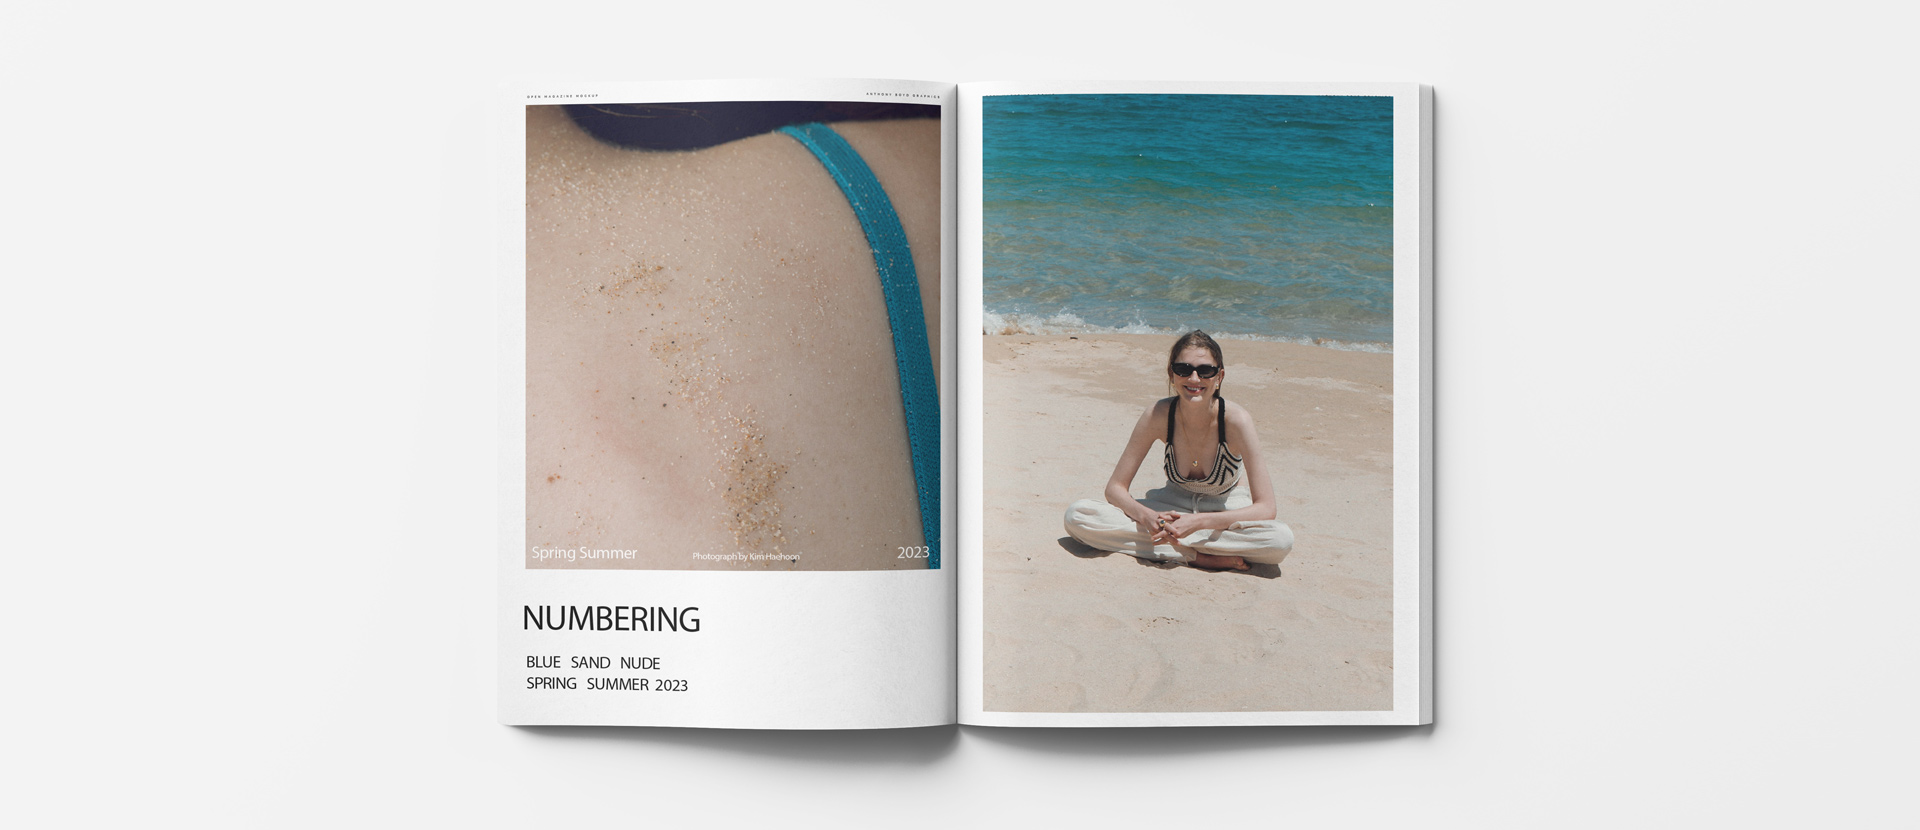 OPEN MAGAZINE MOCKUP
ANTHONY BOYD GRAPHICS
Spring Summer
Photograph by Kim Haehoon
2023
NUMBERING
BLUE SAND NUDE
SPRING SUMMER 2023